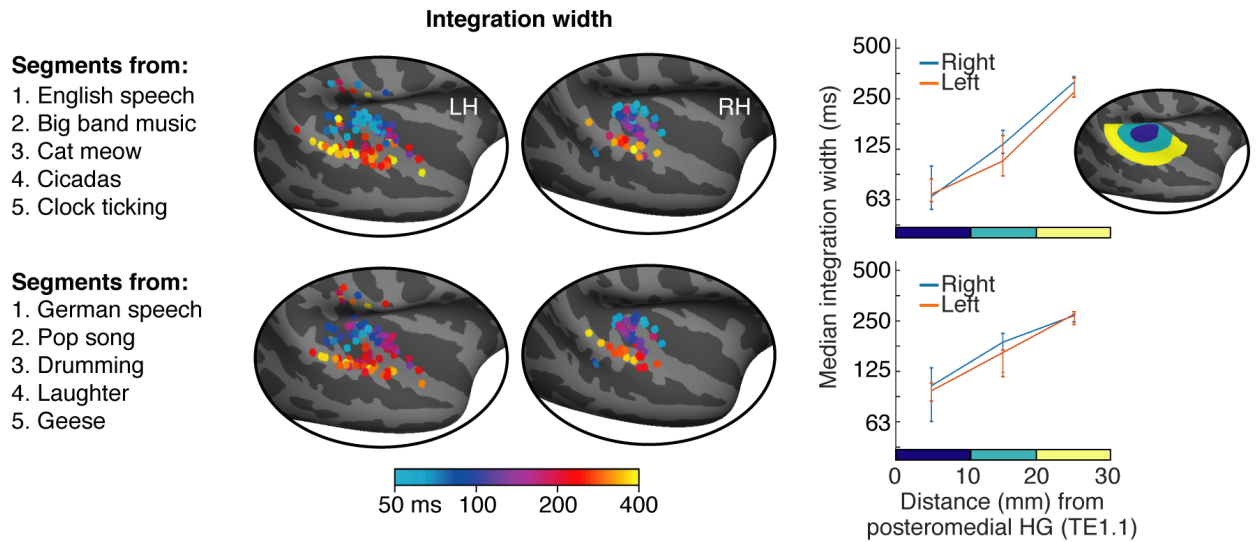 Integration width
Segments from:
1. English speech
2. Big band music
3. Cat meow
4. Cicadas
5. Clock ticking
LH
RH
Segments from:
1. German speech
2. Pop song
3. Drumming
4. Laughter
5. Geese
50 ms 100 200 400
Median integration width (ms)
500
250
125
63
Right
Left
500
250
125
63
Right
Left
0 10 20 30
Distance (mm) from
posteromedial HG (TE1.1)